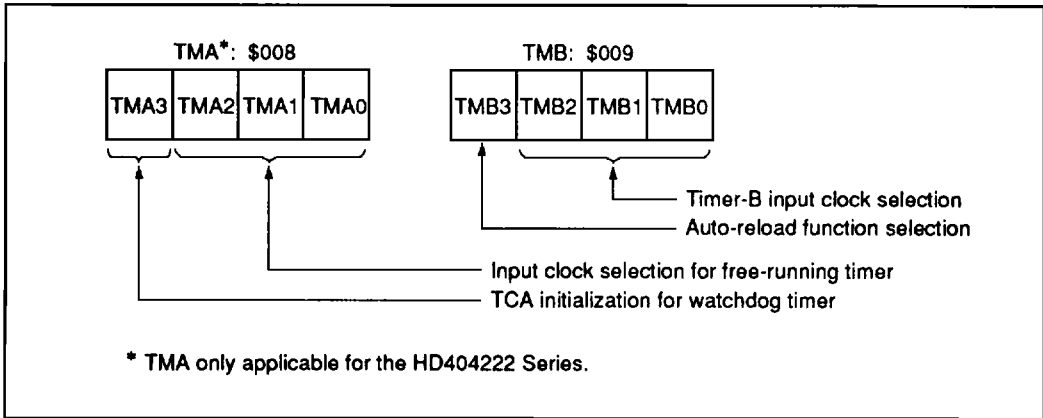 TMA*: $008
TMB: $009
TMA3 TMA2 TMA1 TMA0
TMB3 TMB2 TMB1 TMB0
Timer-B input clock selection
Auto-reload function selection
Input clock selection for free-running timer
TCA initialization for watchdog timer
* TMA only applicable for the HD404222 Series.